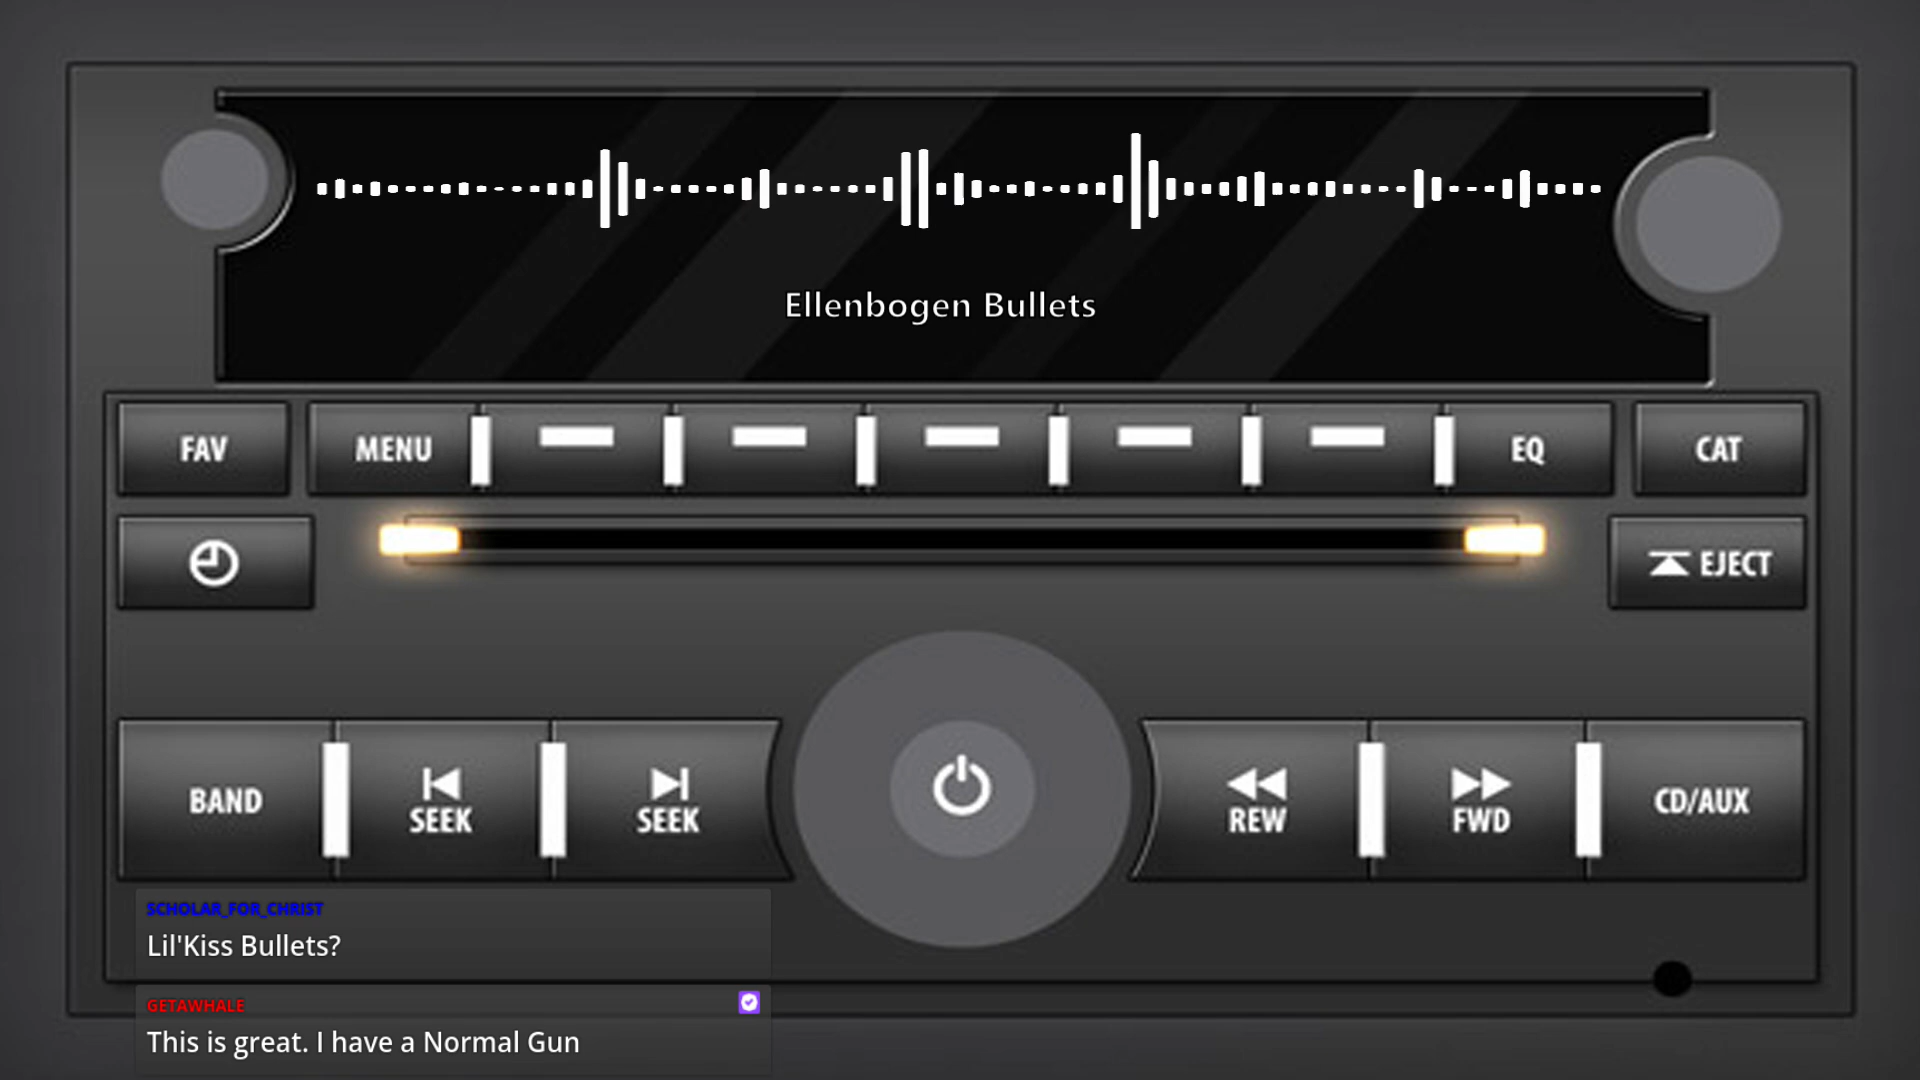 Ellenbogen Bullets
FAV
MENU
EQ
CAT
EJECT
BAND
SEEK
SEEK
REW
FWD
CD/AUX
SCHOLAR_FOR_CHRIST
Lil'Kiss Bullets?
GETAWHALE
This is great. I have a Normal Gun